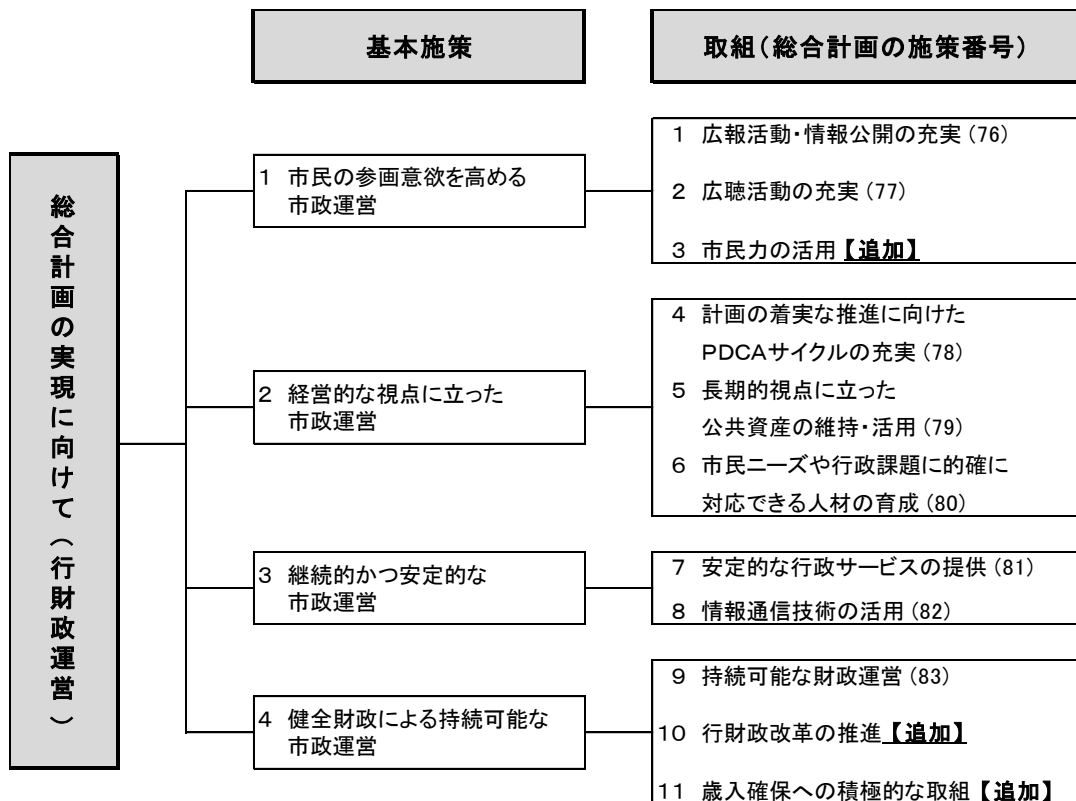 基本施策
取組(総合計画の施策番号)
総合計画の実現に向けて(行財政運営)
1 市民の参画意欲を高める
市政運営
1 広報活動・情報公開の充実(76)
2 広聴活動の充実(77)
3 市民力の活用【追加】
2 経営的な視点に立った
市政運営
4 計画の着実な推進に向けた
PDCAサイクルの充実(78)
5 長期的視点に立った
公共資産の維持・活用(79)
6 市民ニーズや行政課題に的確に
対応できる人材の育成(80)
3 継続的かつ安定的な
市政運営
7 安定的な行政サービスの提供(81)
8 情報通信技術の活用(82)
4 健全財政による持続可能な
市政運営
9 持続可能な財政運営(83)
10 行財政改革の推進【追加】
11 歳入確保への積極的な取組【追加】